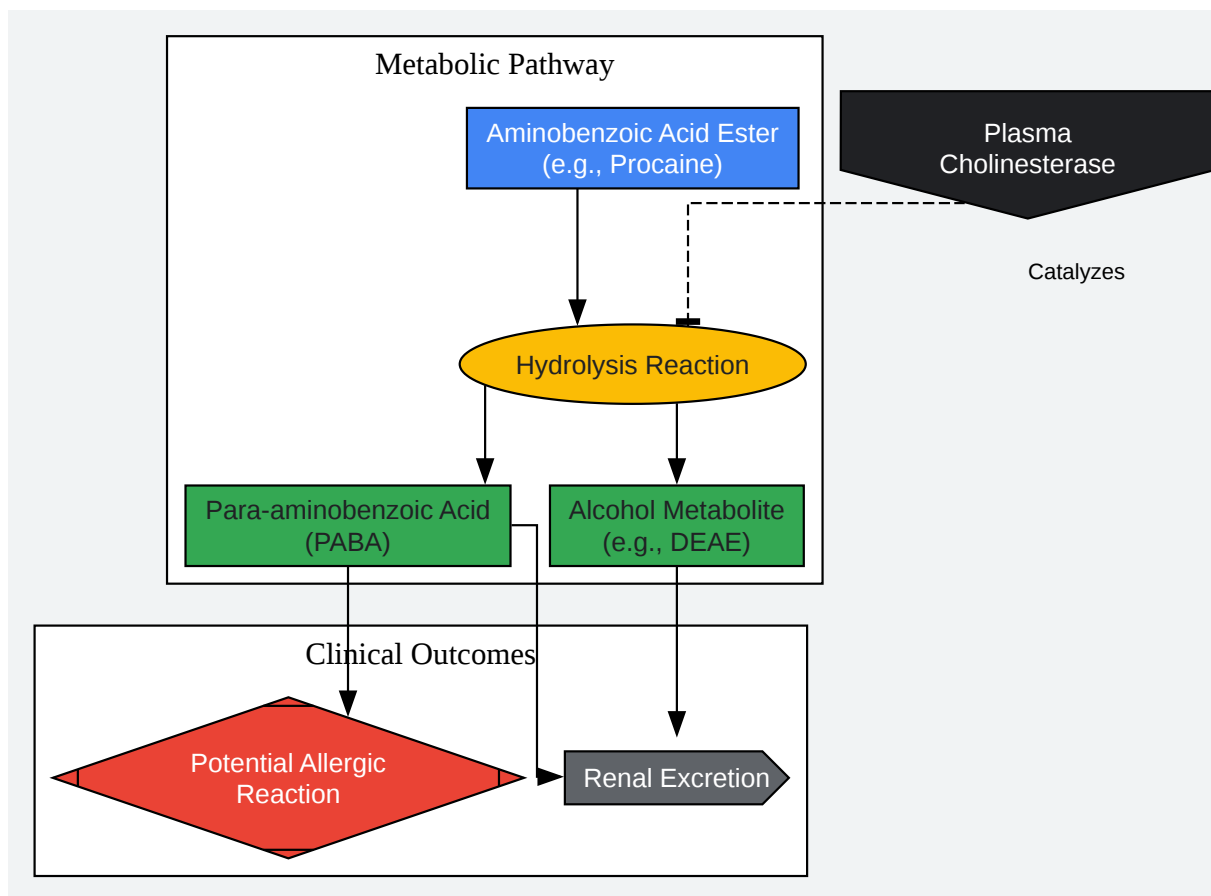 Metabolic Pathway
Aminobenzoic Acid Ester
(e.g., Procaine)
Plasma
Cholinesterase
Catalyzes
Hydrolysis Reaction
Para-aminobenzoic Acid
(PABA)
Alcohol Metabolite
(e.g., DEAE)
Clinical Outcomes
Potential Allergic
Reaction
Renal Excretion